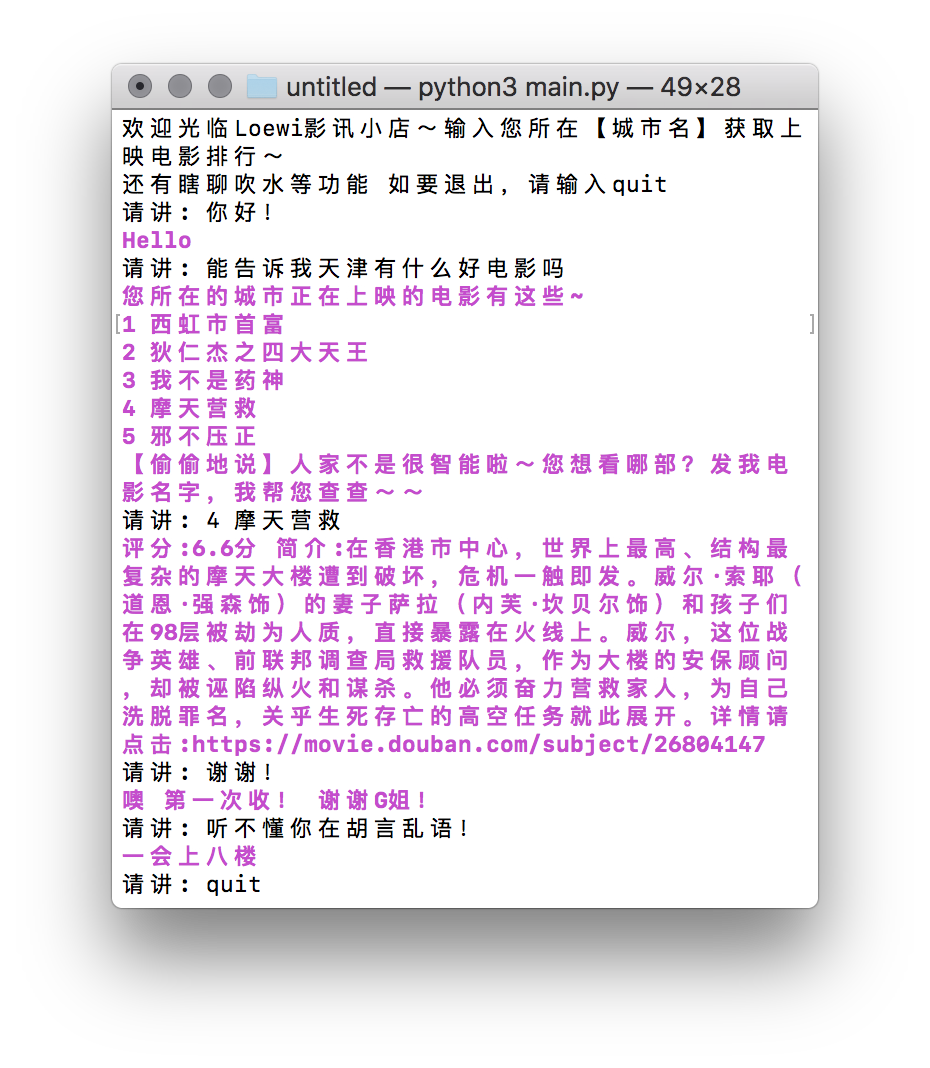 untitled — python3 main.py — 49×28
欢迎光临Loewi影讯小店～输入您所在【城市名】获取上
映电影排行～
还有瞎聊吹水等功能 如要退出，请输入quit
请讲：你好！
Hello
请讲：能告诉我天津有什么好电影吗
您所在的城市正在上映的电影有这些~
[1 西虹市首富]
2 狄仁杰之四大天王
3 我不是药神
4 摩天营救
5 邪不压正
【偷偷地说】人家不是很智能啦～您想看哪部？发我电
影名字，我帮您查查～～
请讲：4 摩天营救
评分:6.6分 简介:在香港市中心，世界上最高、结构最
复杂的摩天大楼遭到破坏，危机一触即发。威尔·索耶（
道恩·强森饰）的妻子萨拉（内芙·坎贝尔饰）和孩子们
在98层被劫为人质，直接暴露在火线上。威尔，这位战
争英雄、前联邦调查局救援队员，作为大楼的安保顾问
，却被诬陷纵火和谋杀。他必须奋力营救家人，为自己
洗脱罪名，关乎生死存亡的高空任务就此展开。详情请
点击:https://movie.douban.com/subject/26804147
请讲：谢谢！
噢 第一次收！ 谢谢G姐！
请讲：听不懂你在胡言乱语！
一会上八楼
请讲：quit